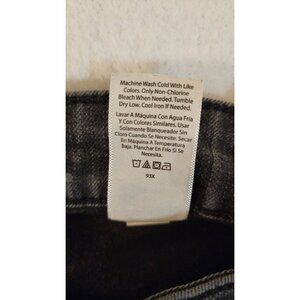 Machine Wash Cold With Like
Colors. Only Non-Chlorine
Bleach When Needed. Tumble
Dry Low. Cool Iron If Needed.
Lavar A Máquina Con Agua Fría
Y Con Colores Similares. Usar
Solamente Blanqueador Sin
Cloro Cuando Se Necesite. Secar
En Máquina A Temperatura
Baja. Planchar En Frío Si Es
Necesita.
93X